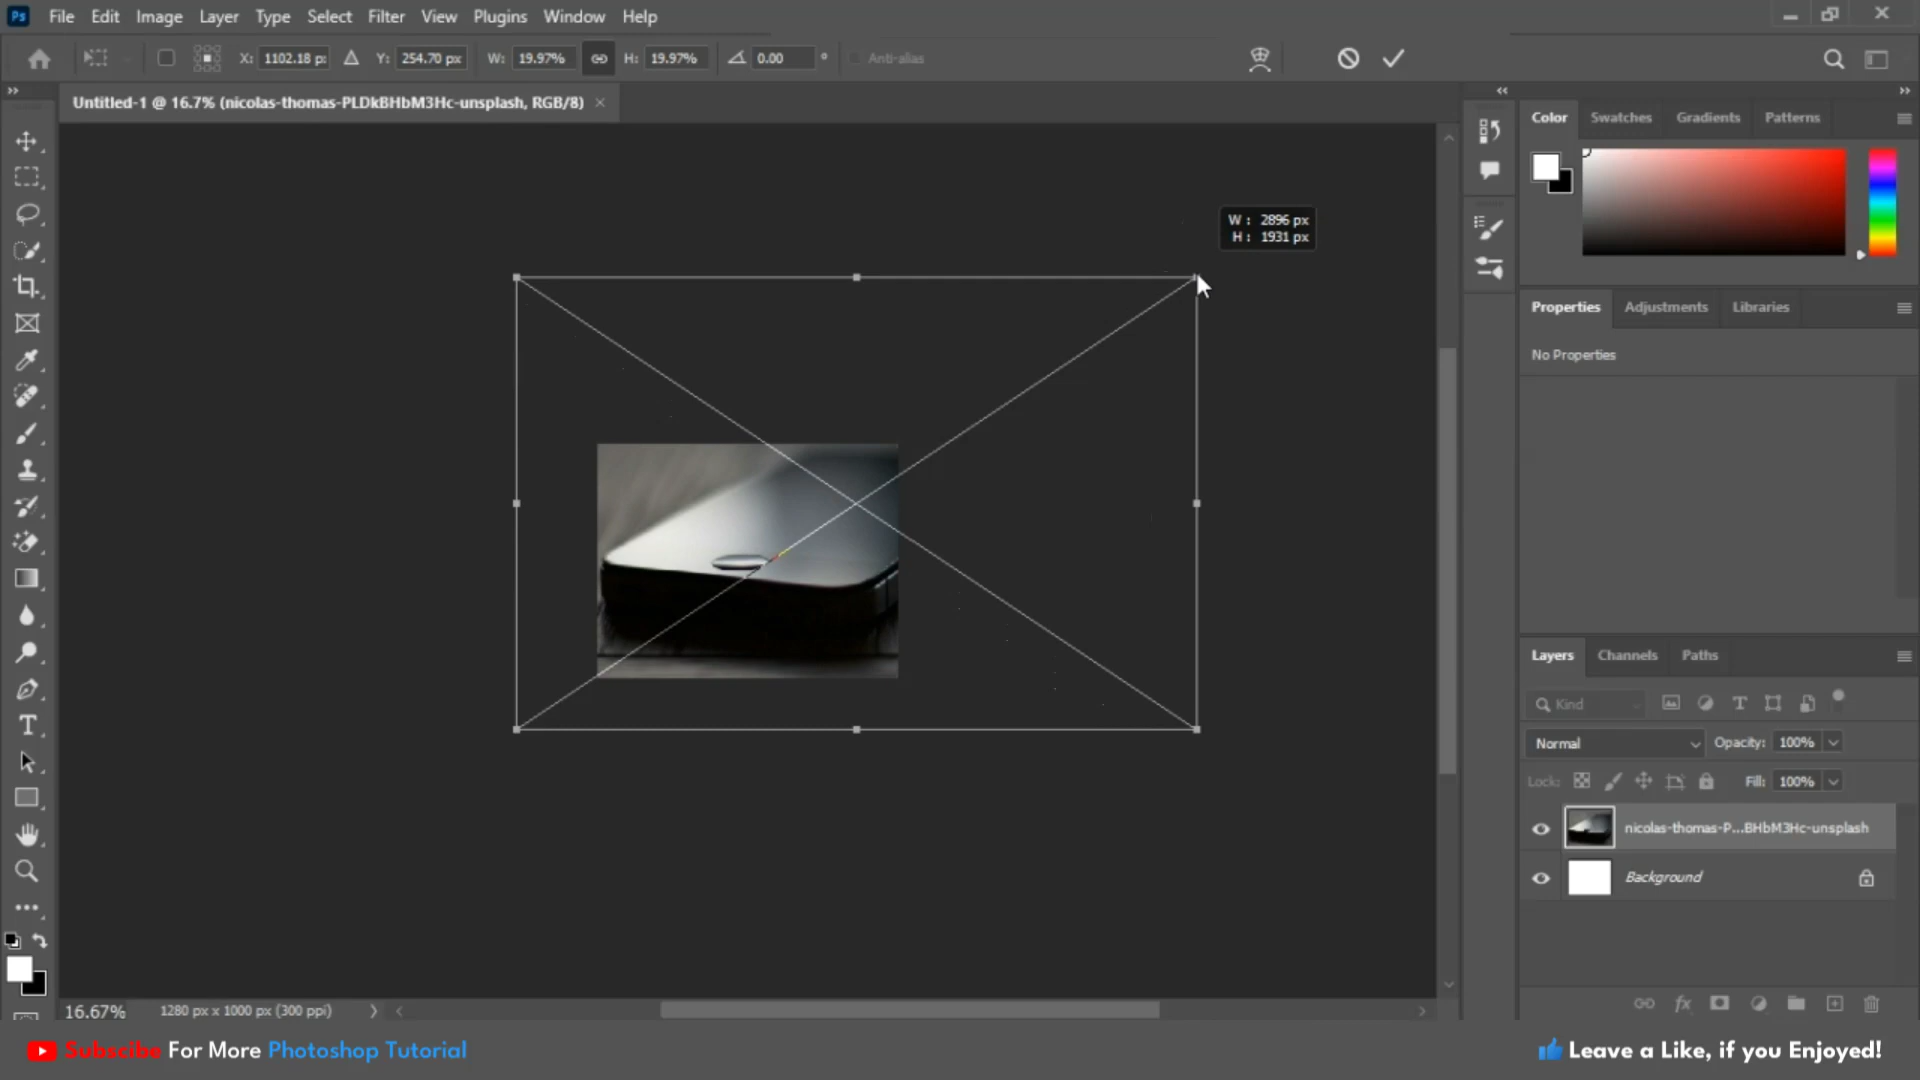 Ps File Edit Image Layer Type Select Filter View Plugins Window Help
X: 1102.18 p: Y: 254.70 px W: 19.97% H: 19.97% 0.00 ° Anti-alias
Untitled-1 @ 16.7% (nicolas-thomas-PLDkBHbM3Hc-unsplash, RGB/8) ×
Color Swatches Gradients Patterns
W : 2896 px
H : 1931 px
Properties Adjustments Libraries
No Properties
Layers Channels Paths
Kind
Normal Opacity: 100%
Lock: Fill: 100%
nicolas-thomas-P...BHbM3Hc-unsplash
Background
16.67% 1280 px x 1000 px (300 ppi)
Subscibe For More Photoshop Tutorial
Leave a Like, if you Enjoyed!